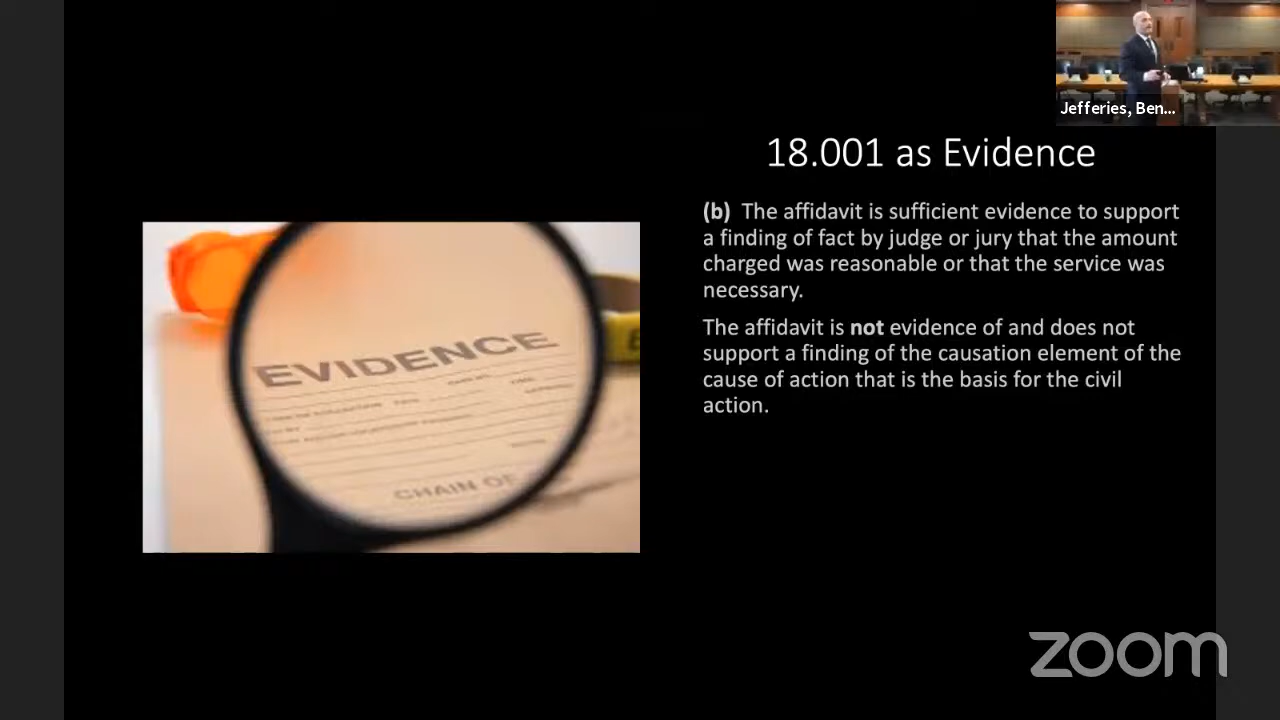 Jefferies, Ben...
18.001 as Evidence
(b) The affidavit is sufficient evidence to support
a finding of fact by judge or jury that the amount
charged was reasonable or that the service was
necessary.
The affidavit is not evidence of and does not
support a finding of the causation element of the
cause of action that is the basis for the civil
action.
EVIDENCE
CHAIN OF
zoom